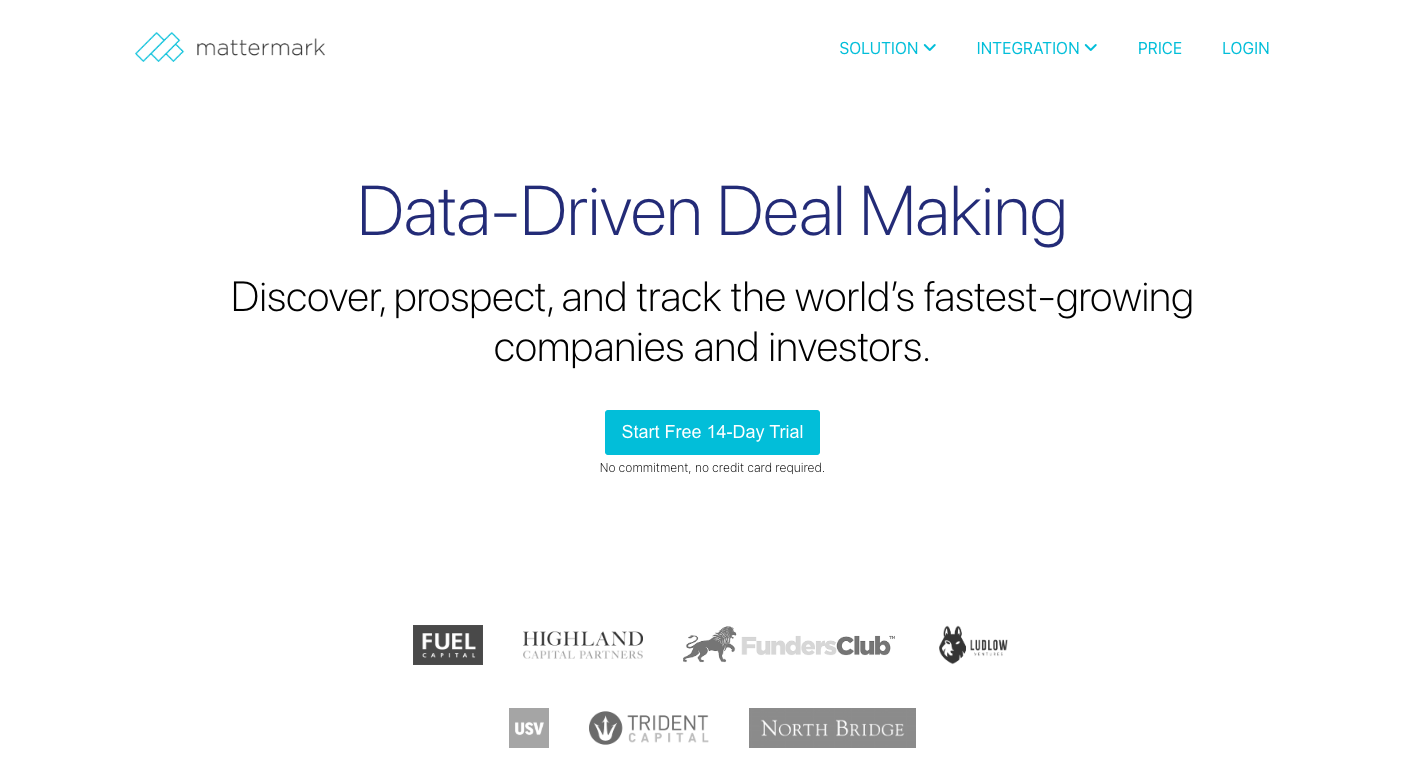 mattermark
SOLUTION
INTEGRATION
PRICE
LOGIN
Data-Driven Deal Making
Discover, prospect, and track the world’s fastest-growing
companies and investors.
Start Free 14-Day Trial
No commitment, no credit card required.
FUEL
CAPITAL
HIGHLAND
CAPITAL PARTNERS
FundersClub™
LUDLOW
VENTURES
USV
TRIDENT
CAPITAL
NORTH BRIDGE